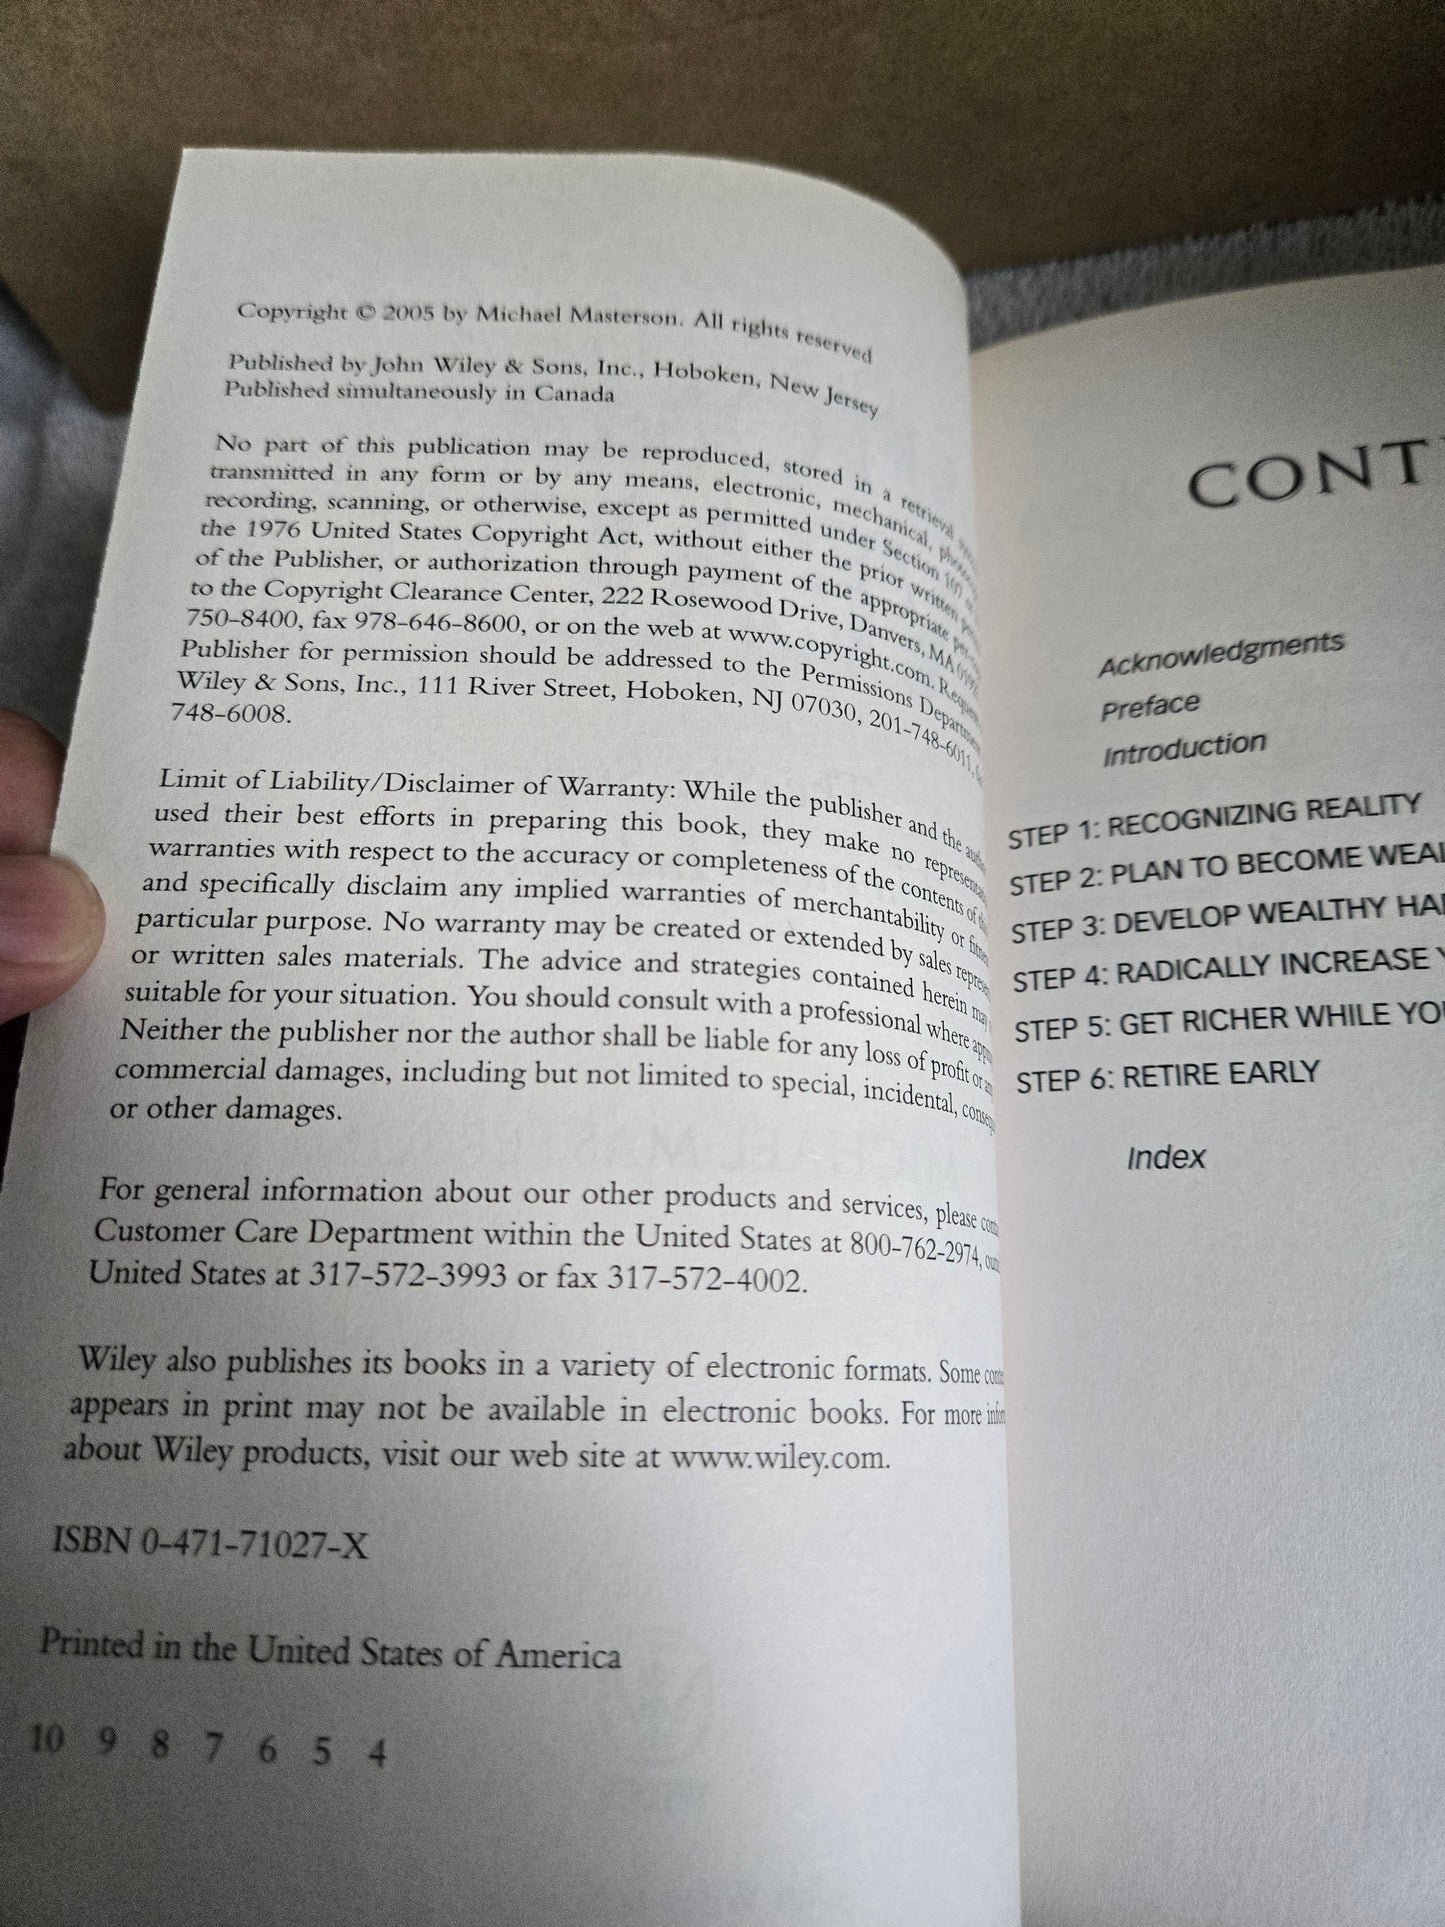 Copyright © 2005 by Michael Masterson. All rights reserved
Published by John Wiley & Sons, Inc., Hoboken, New Jersey
Published simultaneously in Canada
No part of this publication may be reproduced, stored in a retrieval
transmitted in any form or by any means, electronic, mechanical,
recording, scanning, or otherwise, except as permitted under Section 107
the 1976 United States Copyright Act, without either the prior written
of the Publisher, or authorization through payment of the appropriate
to the Copyright Clearance Center, 222 Rosewood Drive, Danvers, MA
750-8400, fax 978-646-8600, or on the web at www.copyright.com.
Publisher for permission should be addressed to the Permissions
Wiley & Sons, Inc., 111 River Street, Hoboken, NJ 07030, 201-748-6011,
748-6008.
Limit of Liability/Disclaimer of Warranty: While the publisher and the
used their best efforts in preparing this book, they make no
warranties with respect to the accuracy or completeness of the contents of
and specifically disclaim any implied warranties of merchantability or
particular purpose. No warranty may be created or extended by sales
or written sales materials. The advice and strategies contained herein
suitable for your situation. You should consult with a professional where
Neither the publisher nor the author shall be liable for any loss of profit or
commercial damages, including but not limited to special, incidental,
or other damages.
For general information about our other products and services, please
Customer Care Department within the United States at 800-762-2974,
United States at 317-572-3993 or fax 317-572-4002.
Wiley also publishes its books in a variety of electronic formats. Some
appears in print may not be available in electronic books. For more
about Wiley products, visit our web site at www.wiley.com.
ISBN 0-471-71027-X
Printed in the United States of America
10 9 8 7 6 5 4
CONT
Acknowledgments
Preface
Introduction
STEP 1: RECOGNIZING REALITY
STEP 2: PLAN TO BECOME WEAL
STEP 3: DEVELOP WEALTHY HA
STEP 4: RADICALLY INCREASE
STEP 5: GET RICHER WHILE YO
STEP 6: RETIRE EARLY
Index